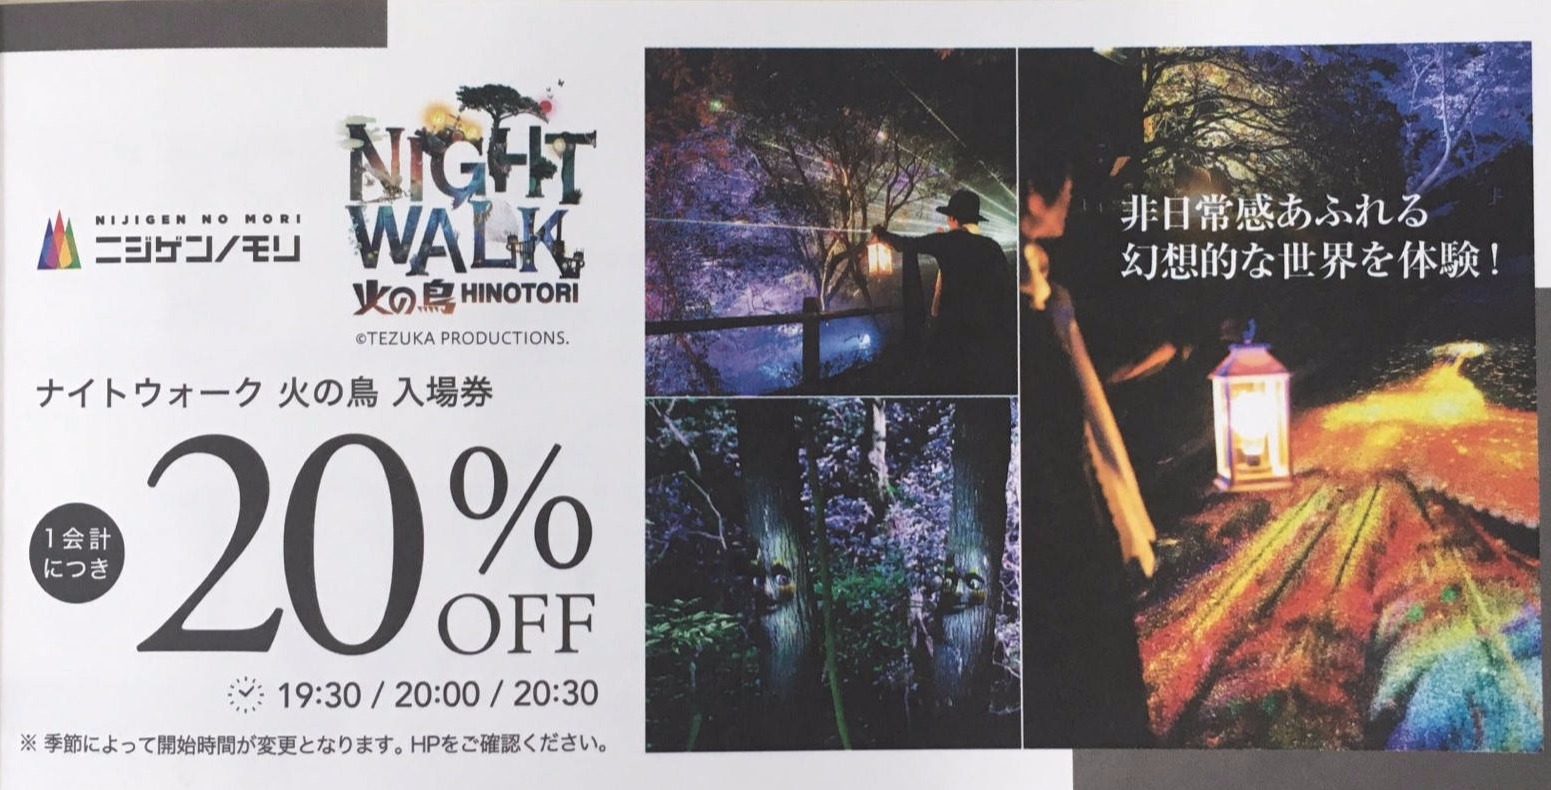 NIJIGEN NO MORI
ニジゲンノモリ
NIGHT
WALK
火の鳥 HINOTORI
©TEZUKA PRODUCTIONS.
ナイトウォーク 火の鳥 入場券
1会計
につき
20%
OFF
19:30 / 20:00 / 20:30
※ 季節によって開始時間が変更となります。HPをご確認ください。
非日常感あふれる
幻想的な世界を体験!